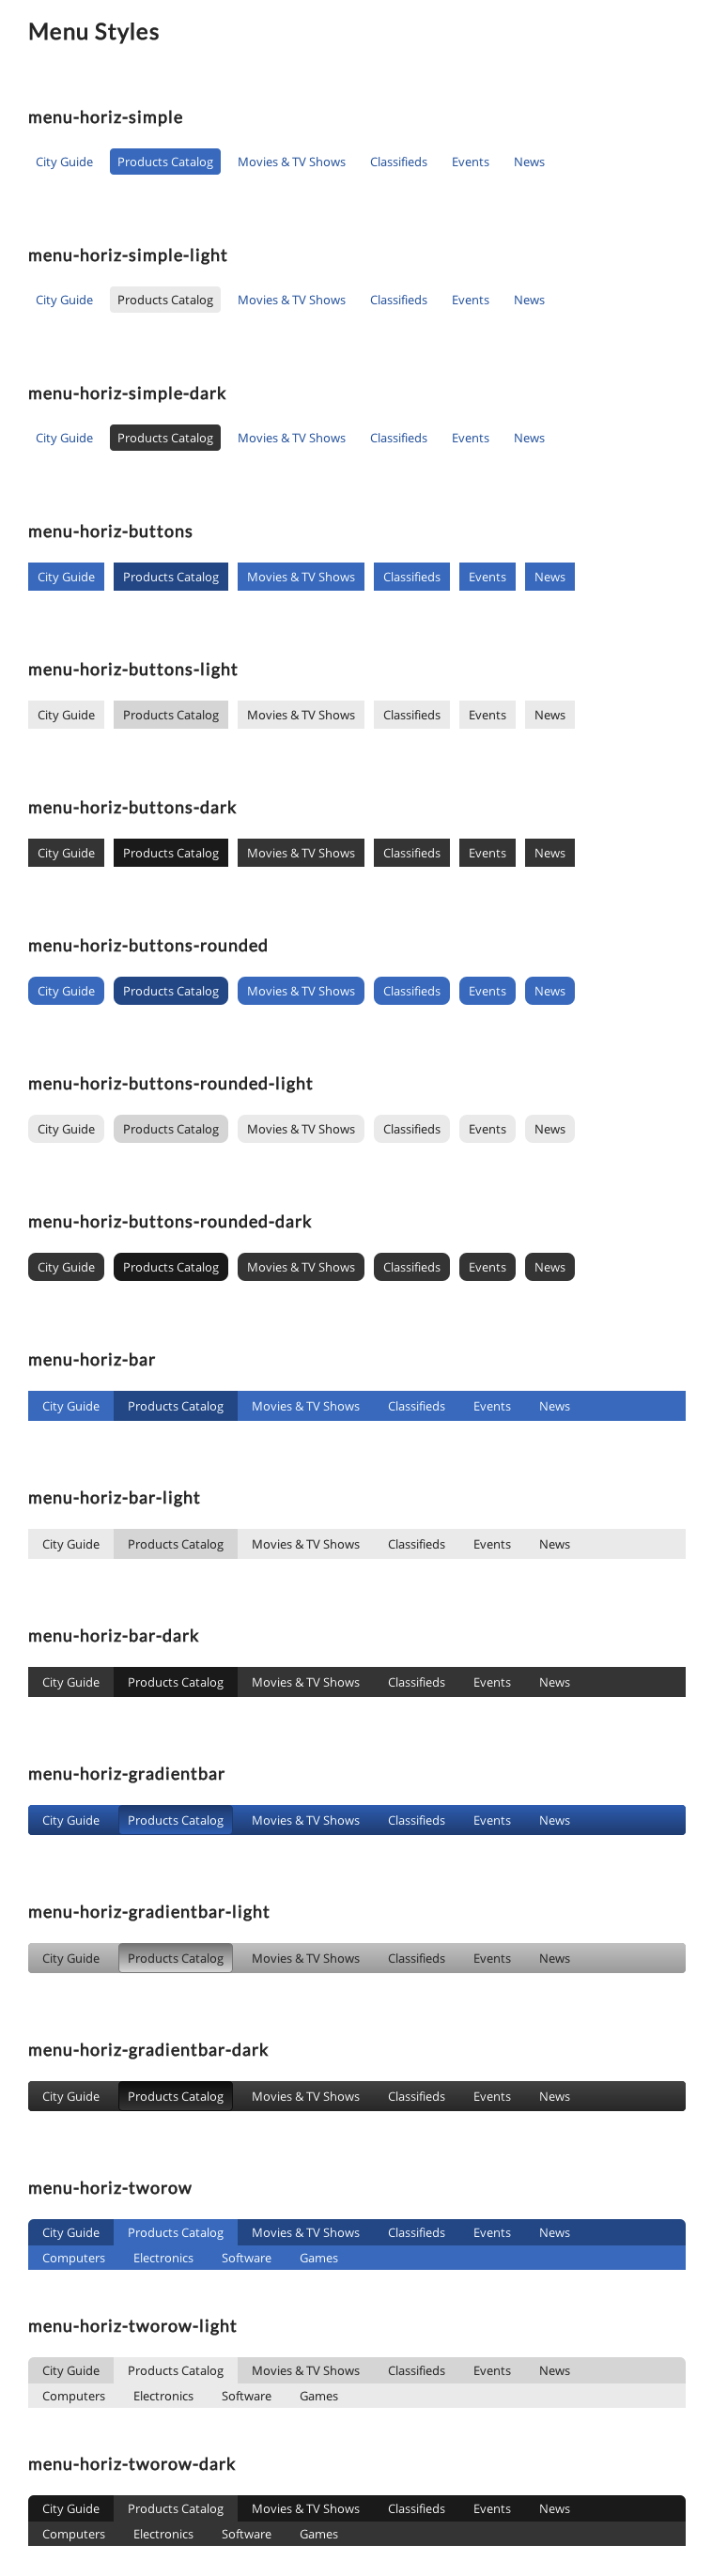 Menu Styles
menu-horiz-simple
City Guide Products Catalog Movies & TV Shows Classifieds Events News
menu-horiz-simple-light
City Guide Products Catalog Movies & TV Shows Classifieds Events News
menu-horiz-simple-dark
City Guide Products Catalog Movies & TV Shows Classifieds Events News
menu-horiz-buttons
City Guide Products Catalog Movies & TV Shows Classifieds Events News
menu-horiz-buttons-light
City Guide Products Catalog Movies & TV Shows Classifieds Events News
menu-horiz-buttons-dark
City Guide Products Catalog Movies & TV Shows Classifieds Events News
menu-horiz-buttons-rounded
City Guide Products Catalog Movies & TV Shows Classifieds Events News
menu-horiz-buttons-rounded-light
City Guide Products Catalog Movies & TV Shows Classifieds Events News
menu-horiz-buttons-rounded-dark
City Guide Products Catalog Movies & TV Shows Classifieds Events News
menu-horiz-bar
City Guide Products Catalog Movies & TV Shows Classifieds Events News
menu-horiz-bar-light
City Guide Products Catalog Movies & TV Shows Classifieds Events News
menu-horiz-bar-dark
City Guide Products Catalog Movies & TV Shows Classifieds Events News
menu-horiz-gradientbar
City Guide Products Catalog Movies & TV Shows Classifieds Events News
menu-horiz-gradientbar-light
City Guide Products Catalog Movies & TV Shows Classifieds Events News
menu-horiz-gradientbar-dark
City Guide Products Catalog Movies & TV Shows Classifieds Events News
menu-horiz-tworow
City Guide Products Catalog Movies & TV Shows Classifieds Events News
Computers Electronics Software Games
menu-horiz-tworow-light
City Guide Products Catalog Movies & TV Shows Classifieds Events News
Computers Electronics Software Games
menu-horiz-tworow-dark
City Guide Products Catalog Movies & TV Shows Classifieds Events News
Computers Electronics Software Games